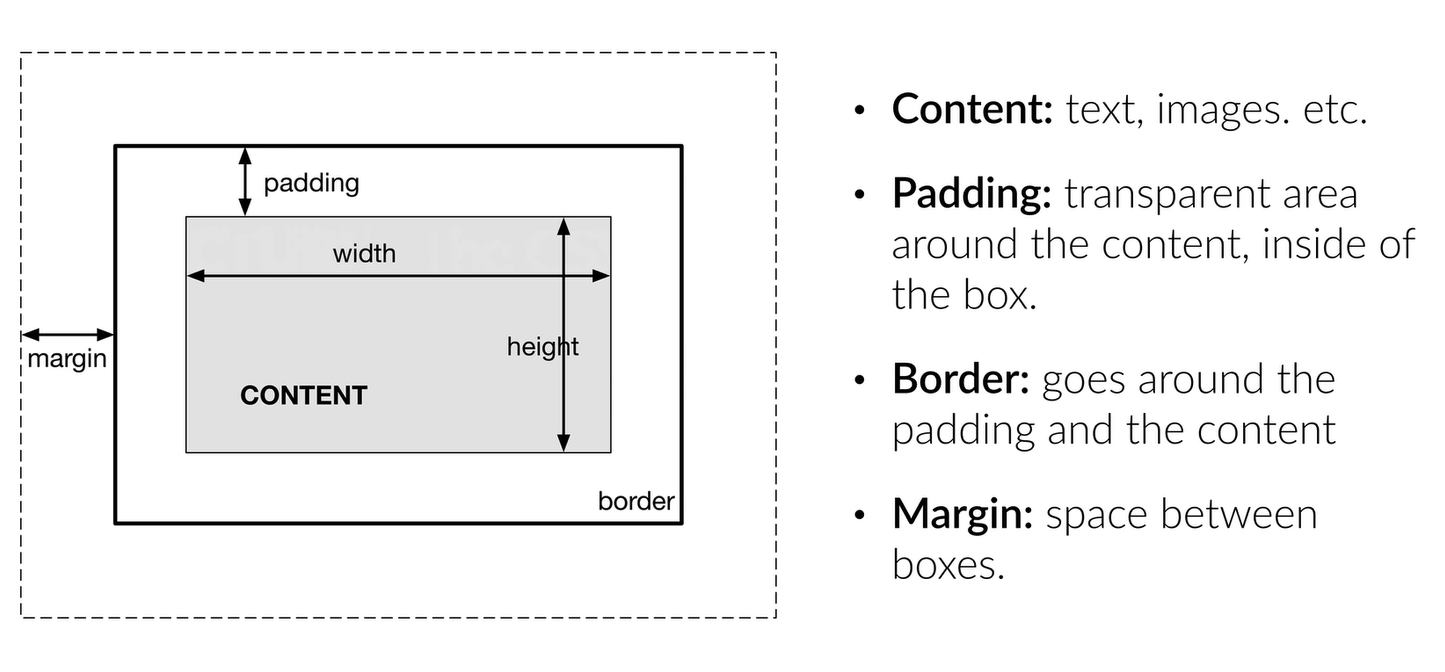 padding
width
margin
height
CONTENT
border
• Content: text, images. etc.
• Padding: transparent area
around the content, inside of
the box.
• Border: goes around the
padding and the content
• Margin: space between
boxes.